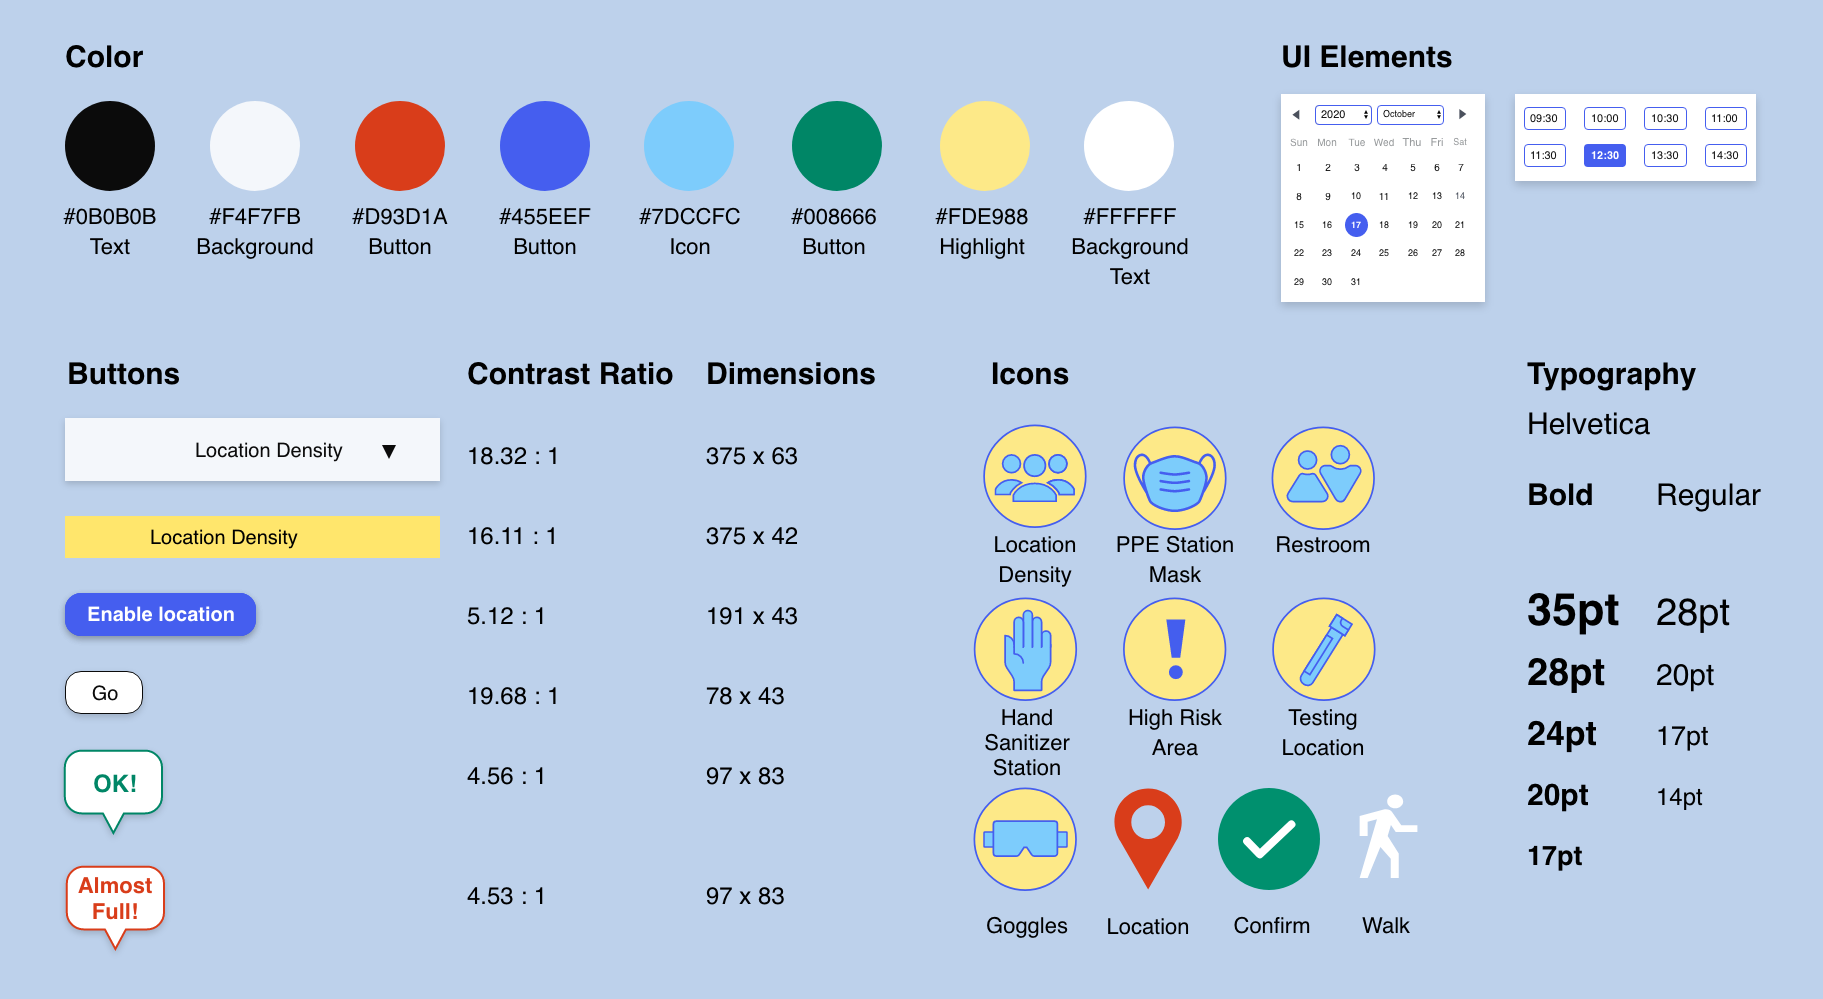 Color
#0B0B0B
Text
#F4F7FB
Background
#D93D1A
Button
#455EEF
Button
#7DCCFC
Icon
#008666
Button
#FDE988
Highlight
#FFFFFF
Background
Text
UI Elements
2020 October
Sun Mon Tue Wed Thu Fri Sat
1 2 3 4 5 6 7
8 9 10 11 12 13 14
15 16 17 18 19 20 21
22 23 24 25 26 27 28
29 30 31
09:30 10:00 10:30 11:00
11:30 12:30 13:30 14:30
Buttons Contrast Ratio Dimensions
Location Density ▼ 18.32 : 1 375 x 63
Location Density 16.11 : 1 375 x 42
Enable location 5.12 : 1 191 x 43
Go 19.68 : 1 78 x 43
OK! 4.56 : 1 97 x 83
Almost
Full!
4.53 : 1 97 x 83
Icons
Location
Density
PPE Station
Mask
Restroom
Hand
Sanitizer
Station
High Risk
Area
Testing
Location
Goggles
Location
Confirm
Walk
Typography
Helvetica
Bold Regular
35pt 28pt
28pt 20pt
24pt 17pt
20pt 14pt
17pt